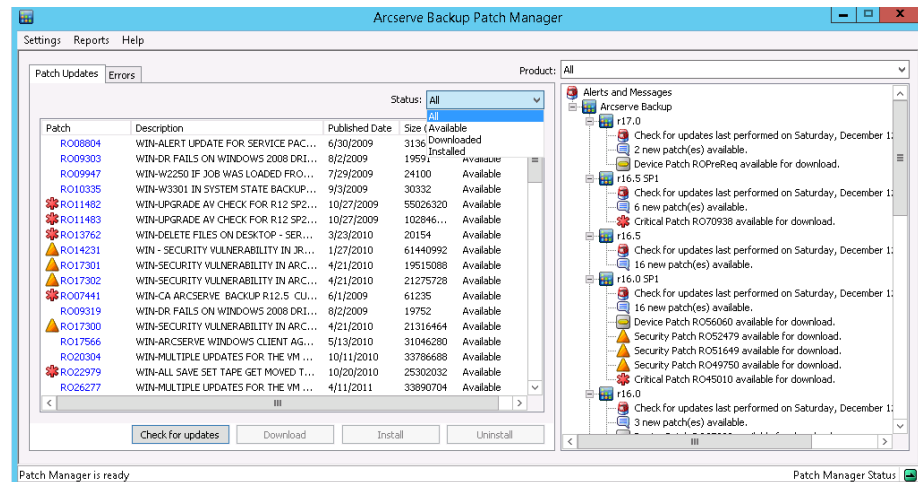 Arcserve Backup Patch Manager
Settings Reports Help
Patch Updates Errors
Product: All
Status: All
All
Available
Downloaded
Installed
Patch Description Published Date Size (
RO08804 WIN-ALERT UPDATE FOR SERVICE PAC... 6/30/2009 3136
RO09303 WIN-DR FAILS ON WINDOWS 2008 DRI... 8/2/2009 19591 Available
RO09947 WIN-W2250 IF JOB WAS LOADED FRO... 7/29/2009 24100 Available
RO10335 WIN-W3301 IN SYSTEM STATE BACKUP... 9/3/2009 30332 Available
RO11482 WIN-UPGRADE AV CHECK FOR R12 SP2... 10/27/2009 55026320 Available
RO11483 WIN-UPGRADE AV CHECK FOR R12 SP2... 10/27/2009 102846... Available
RO13762 WIN-DELETE FILES ON DESKTOP - SER... 3/23/2010 20154 Available
RO14231 WIN - SECURITY VULNERABILITY IN JR... 1/27/2010 61440992 Available
RO17301 WIN-SECURITY VULNERABILITY IN ARC... 4/21/2010 19515088 Available
RO17302 WIN-SECURITY VULNERABILITY IN ARC... 4/21/2010 21275728 Available
RO07441 WIN-CA ARCSERVE BACKUP R12.5 CU... 6/1/2009 61235 Available
RO09319 WIN-DR FAILS ON WINDOWS 2008 DRI... 8/2/2009 19752 Available
RO17300 WIN-SECURITY VULNERABILITY IN ARC... 4/21/2010 21316464 Available
RO17566 WIN-ARCSERVE WINDOWS CLIENT AG... 5/13/2010 31046280 Available
RO20304 WIN-MULTIPLE UPDATES FOR THE VM ... 10/11/2010 33786688 Available
RO22979 WIN-ALL SAVE SET TAPE GET MOVED T... 10/20/2010 25302032 Available
RO26277 WIN-MULTIPLE UPDATES FOR THE VM ... 4/11/2011 33890704 Available
Check for updates Download Install Uninstall
Alerts and Messages
Arcserve Backup
r17.0
Check for updates last performed on Saturday, December 1
2 new patch(es) available.
Device Patch ROPreReq available for download.
r16.5 SP1
Check for updates last performed on Saturday, December 1
6 new patch(es) available.
Critical Patch RO70938 available for download.
r16.5
Check for updates last performed on Saturday, December 1
16 new patch(es) available.
r16.0 SP1
Check for updates last performed on Saturday, December 1
16 new patch(es) available.
Device Patch RO56060 available for download.
Security Patch RO52479 available for download.
Security Patch RO51649 available for download.
Security Patch RO49750 available for download.
Critical Patch RO45010 available for download.
r16.0
Check for updates last performed on Saturday, December 1
3 new patch(es) available.
Patch Manager is ready
Patch Manager Status